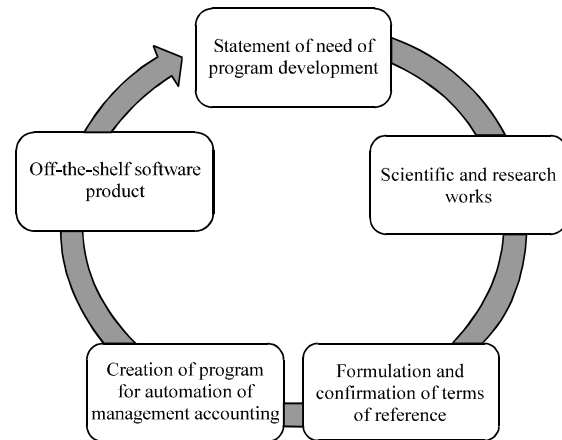 Statement of need of
program development
Scientific and research
works
Formulation and
confirmation of terms
of reference
Creation of program
for automation of
management accounting
Off-the-shelf software
product